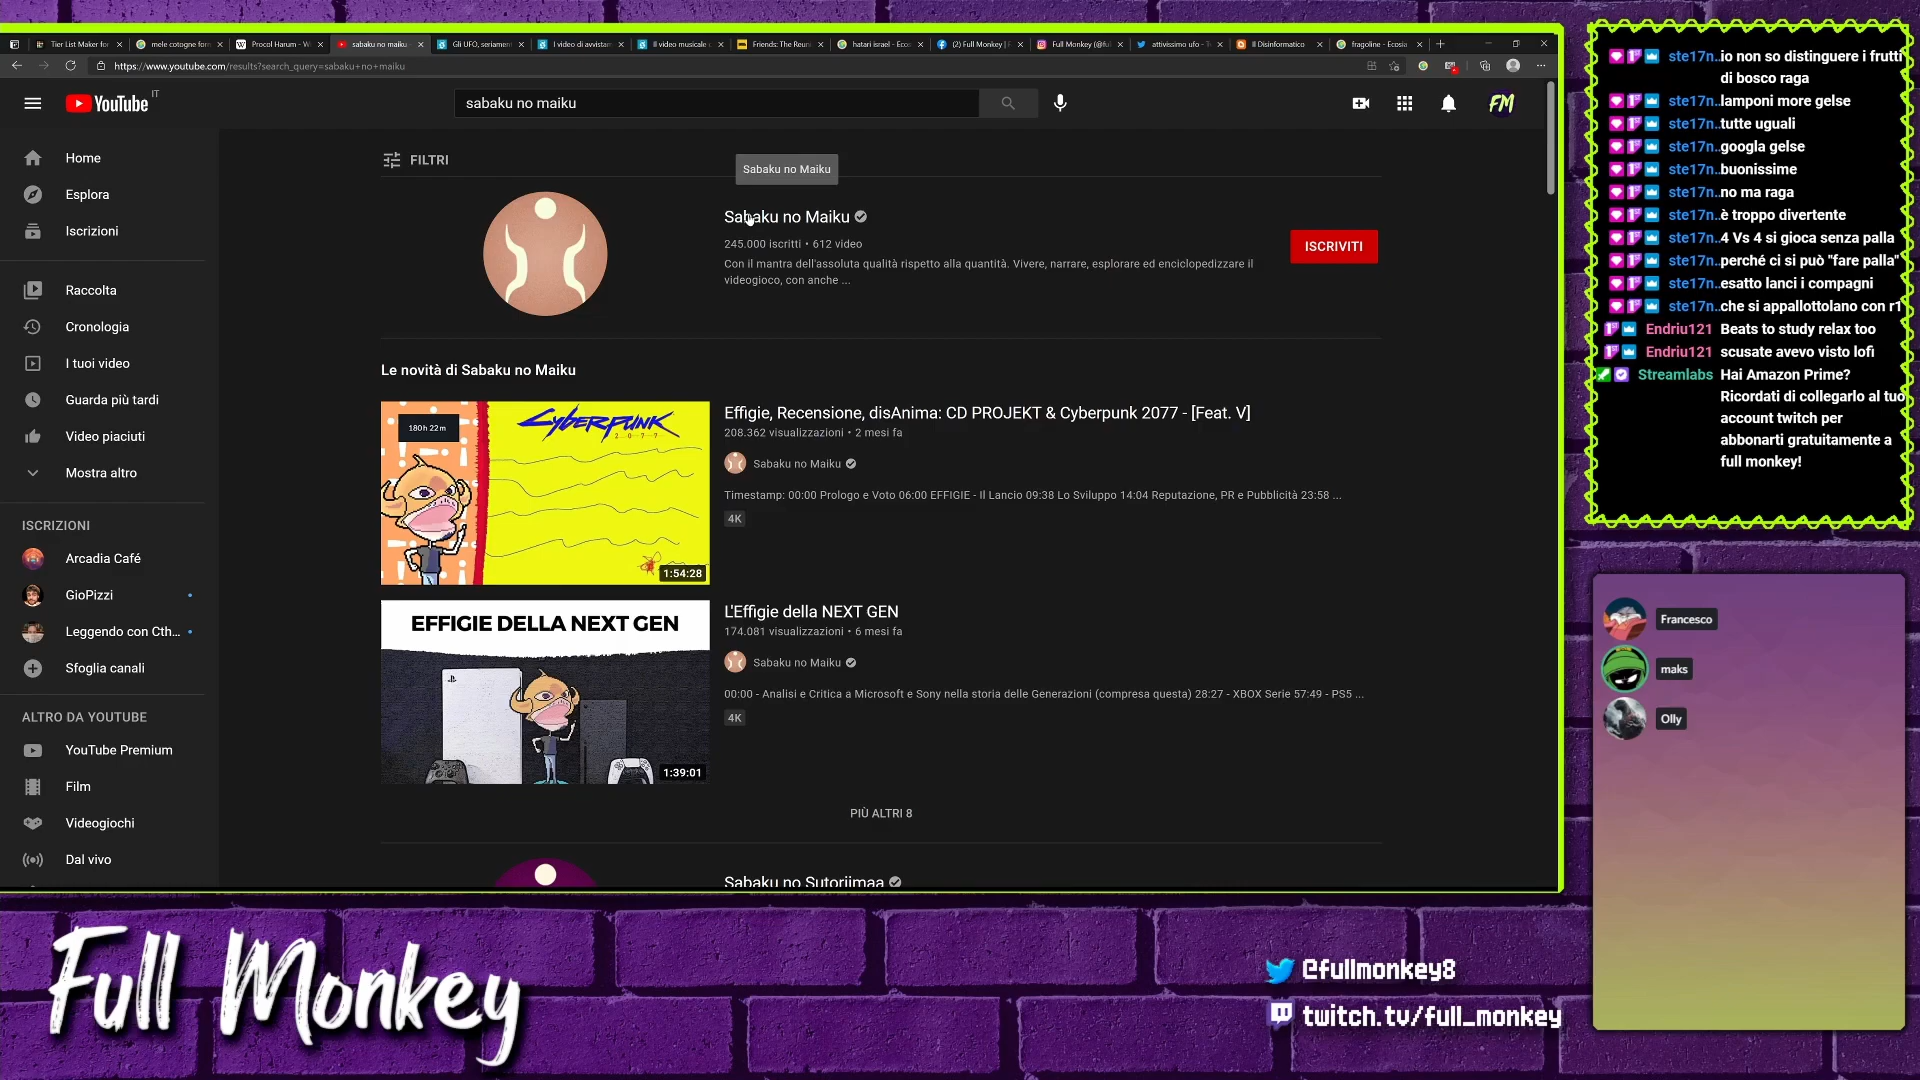 Tier List Maker for
mele cotogne form
Procol Harum - W
sabaku no maiku
Gli UFO, seriamen
I video di avvistam
Il video musicale
Friends: The Reun
hatari israel - Ecos
(2) Full Monkey | F
Full Monkey (@ful
attivissimo ufo - T
Il Disinformatico
fragoline - Ecosia
https://www.youtube.com/results?search_query=sabaku+no+maiku
YouTube IT
sabaku no maiku
FM
Home
Esplora
Iscrizioni
Raccolta
Cronologia
I tuoi video
Guarda più tardi
Video piaciuti
Mostra altro
ISCRIZIONI
Arcadia Café
GioPizzi
Leggendo con Cth...
Sfoglia canali
ALTRO DA YOUTUBE
YouTube Premium
Film
Videogiochi
Dal vivo
FILTRI
Sabaku no Maiku
Sabaku no Maiku
245.000 iscritti • 612 video
Con il mantra dell'assoluta qualità rispetto alla quantità. Vivere, narrare, esplorare ed enciclopedizzare il
videogioco, con anche ...
ISCRIVITI
Le novità di Sabaku no Maiku
180h 22m
Cyberpunk
2077
1:54:28
Effigie, Recensione, disAnima: CD PROJEKT & Cyberpunk 2077 - [Feat. V]
208.362 visualizzazioni • 2 mesi fa
Sabaku no Maiku
Timestamp: 00:00 Prologo e Voto 06:00 EFFIGIE - Il Lancio 09:38 Lo Sviluppo 14:04 Reputazione, PR e Pubblicità 23:58 ...
4K
EFFIGIE DELLA NEXT GEN
1:39:01
L'Effigie della NEXT GEN
174.081 visualizzazioni • 6 mesi fa
Sabaku no Maiku
00:00 - Analisi e Critica a Microsoft e Sony nella storia delle Generazioni (compresa questa) 28:27 - XBOX Serie 57:49 - PS5 ...
4K
PIÙ ALTRI 8
Sabaku no Sutoriimaa
ste17n..io non so distinguere i frutti
di bosco raga
ste17n..lamponi more gelse
ste17n..tutte uguali
ste17n..googla gelse
ste17n..buonissime
ste17n..no ma raga
ste17n..è troppo divertente
ste17n..4 Vs 4 si gioca senza palla
ste17n..perché ci si può "fare palla"
ste17n..esatto lanci i compagni
ste17n..che si appallottolano con r1
Endriu121 Beats to study relax too
Endriu121 scusate avevo visto lofi
Streamlabs Hai Amazon Prime?
Ricordati di collegarlo al tuo
account twitch per
abbonarti gratuitamente a
full monkey!
Francesco
maks
Olly
Full Monkey
@fullmonkey8
twitch.tv/full_monkey